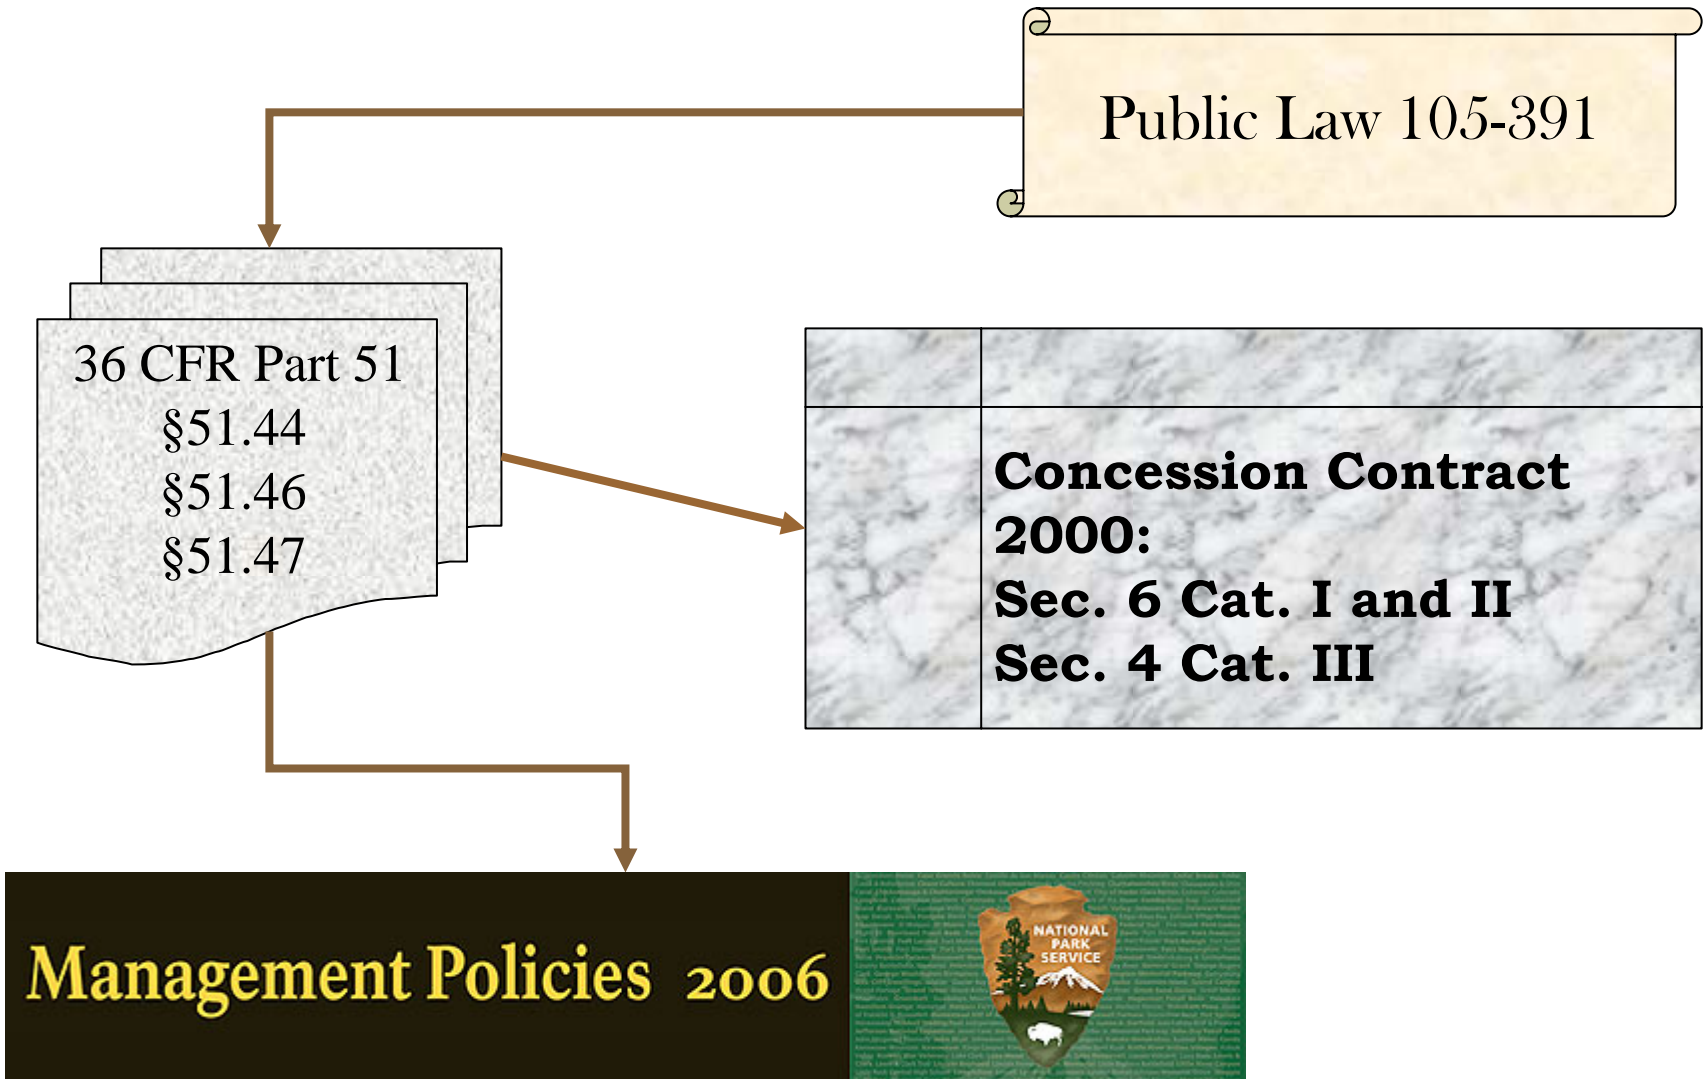 Public Law 105-391
36 CFR Part 51
§51.44
§51.46
§51.47
Concession Contract
2000:
Sec. 6 Cat. I and II
Sec. 4 Cat. III
Management Policies 2006
NATIONAL
PARK
SERVICE